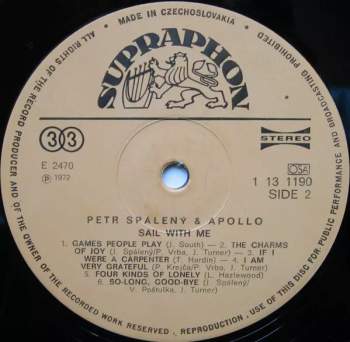 MADE IN CZECHOSLOVAKIA
ALL RIGHTS OF THE RECORD PRODUCER AND OF THE OWNER OF THE RECORDED WORK RESERVED. REPRODUCTION, USE OF THIS DISC FOR PUBLIC PERFORMANCE AND BROADCASTING PROHIBITED
SUPRAPHON
33
STEREO
E 2470
℗ 1972
OSA
1 13 1190
SIDE 2
PETR SPÁLENÝ & APOLLO
SAIL WITH ME
1. GAMES PEOPLE PLAY (J. South) — 2. THE CHARMS
OF JOY (J. Spálený/P. Vrba, J. Turner) — 3. IF I
WERE A CARPENTER (T. Hardin) — 4. I AM
VERY GRATEFUL (P. Krejča/P. Vrba, J. Turner)
5. FOUR KINDS OF LONELY (L. Hazlewood)
6. SO-LONG, GOOD-BYE (J. Spálený/
V. Poštulka, J. Turner)